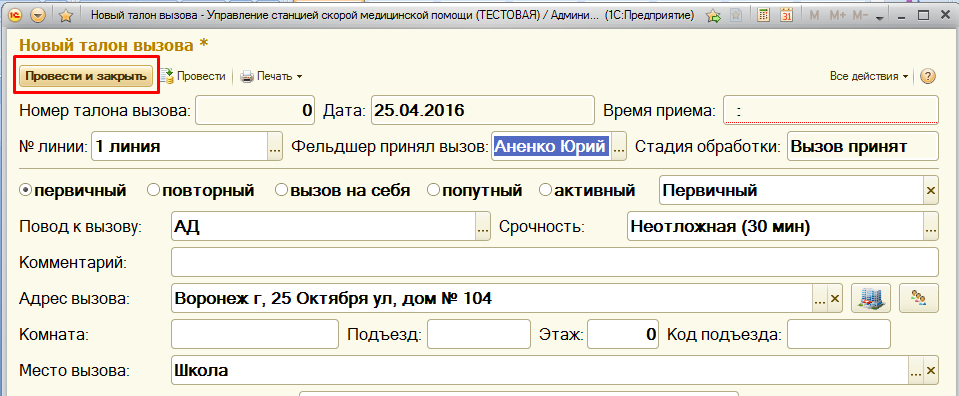 Новый талон вызова - Управление станцией скорой медицинской помощи (ТЕСТОВАЯ) / Админи... (1С:Предприятие) 31 M M+ M-
Новый талон вызова *
Провести и закрыть Провести Печать Все действия ?
Номер талона вызова: 0 Дата: 25.04.2016 Время приема: :
№ линии: 1 линия ... Фельдшер принял вызов: Аненко Юрий ... Стадия обработки: Вызов принят
первичный повторный вызов на себя попутный активный Первичный ×
Повод к вызову: АД ... Срочность: Неотложная (30 мин) ...
Комментарий:
Адрес вызова: Воронеж г, 25 Октября ул, дом № 104 ... ×
Комната: Подъезд: Этаж: 0 Код подъезда:
Место вызова: Школа ... ×